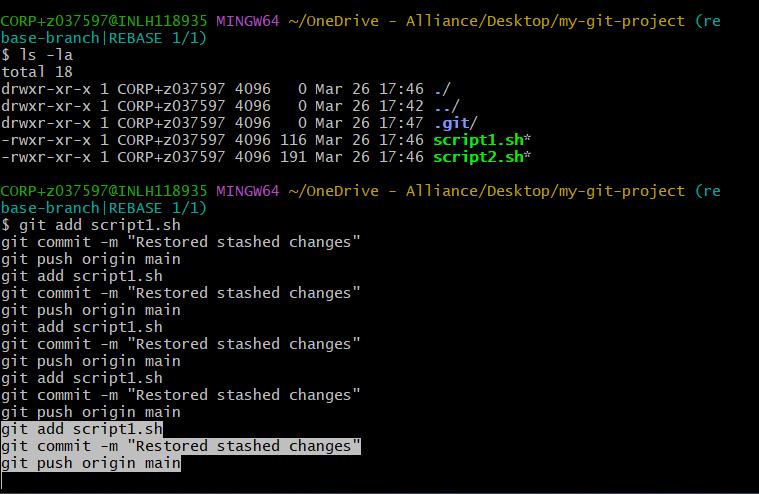 CORP+z037597@INLH118935 MINGW64 ~/OneDrive - Alliance/Desktop/my-git-project (re
base-branch|REBASE 1/1)
$ ls -la
total 18
drwxr-xr-x 1 CORP+z037597 4096   0 Mar 26 17:46 ./
drwxr-xr-x 1 CORP+z037597 4096   0 Mar 26 17:42 ../
drwxr-xr-x 1 CORP+z037597 4096   0 Mar 26 17:47 .git/
-rwxr-xr-x 1 CORP+z037597 4096 116 Mar 26 17:46 script1.sh*
-rwxr-xr-x 1 CORP+z037597 4096 191 Mar 26 17:46 script2.sh*
CORP+z037597@INLH118935 MINGW64 ~/OneDrive - Alliance/Desktop/my-git-project (re
base-branch|REBASE 1/1)
$ git add script1.sh
git commit -m "Restored stashed changes"
git push origin main
git add script1.sh
git commit -m "Restored stashed changes"
git push origin main
git add script1.sh
git commit -m "Restored stashed changes"
git push origin main
git add script1.sh
git commit -m "Restored stashed changes"
git push origin main
git add script1.sh
git commit -m "Restored stashed changes"
git push origin main